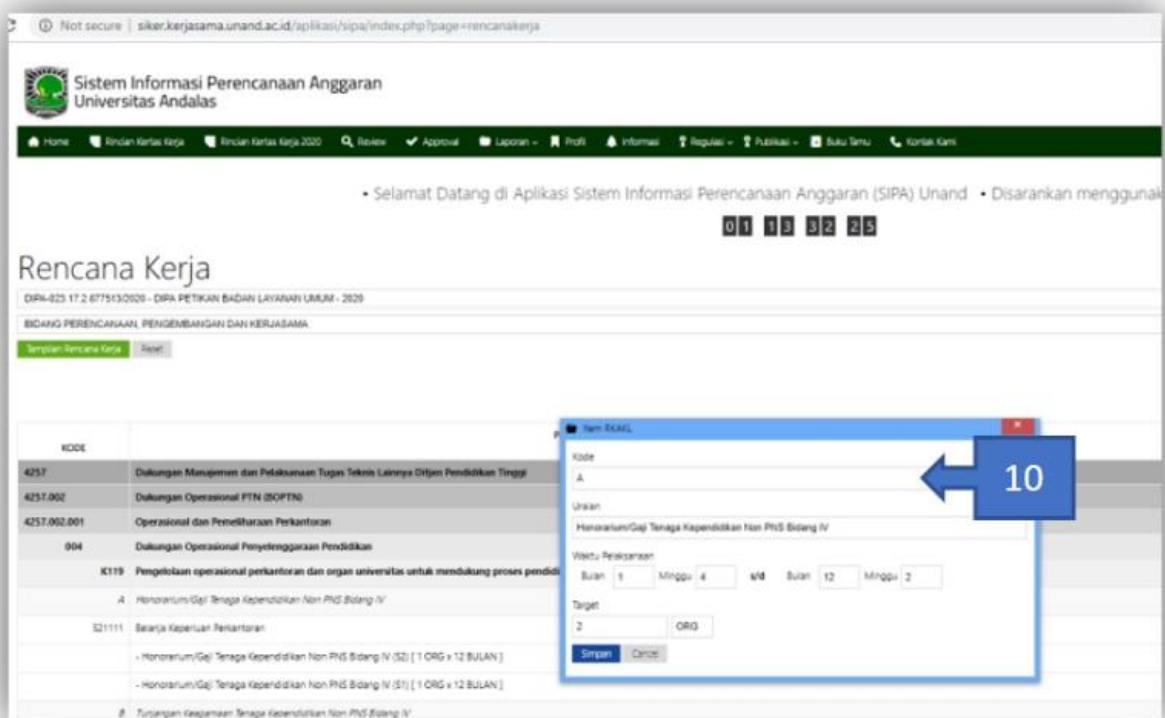 Not secure | siker.kerjasama.unand.ac.id/aplikasi/sipa/index.php?page=rencanakerja
Sistem Informasi Perencanaan Anggaran
Universitas Andalas
Home Rincian Kertas Kerja Rincian Kertas Kerja 2020 Review Approval Laporan Profil Informasi Regulasi Publikasi Buku Tamu Kontak Kami
• Selamat Datang di Aplikasi Sistem Informasi Perencanaan Anggaran (SIPA) Unand • Disarankan menggunak
01 13 32 25
Rencana Kerja
DIPA-023.17.2.677513/2020 - DIPA PETIKAN BADAN LAYANAN UMUM - 2020
BIDANG PERENCANAAN, PENGEMBANGAN DAN KERJASAMA
Tampilan Rencana Kerja Reset
KODE P
4257 Dukungan Manajemen dan Pelaksanaan Tugas Teknis Lainnya Ditjen Pendidikan Tinggi
4257.002 Dukungan Operasional PTN (BOPTN)
4257.002.001 Operasional dan Pemeliharaan Perkantoran
004 Dukungan Operasional Penyelenggaraan Pendidikan
K119 Pengelolaan operasional perkantoran dan organ universitas untuk mendukung proses pendidi
A Honorarium/Gaji Tenaga Kependidikan Non PNS Bidang IV
521111 Belanja Keperluan Perkantoran
- Honorarium/Gaji Tenaga Kependidikan Non PNS Bidang IV (S2) [ 1 ORG x 12 BULAN ]
- Honorarium/Gaji Tenaga Kependidikan Non PNS Bidang IV (S1) [ 1 ORG x 12 BULAN ]
B Tunjangan Keagamaan Tenaga Kependidikan Non PNS Bidang IV
Item RKAKL
Kode
A
Uraian
Honorarium/Gaji Tenaga Kependidikan Non PNS Bidang IV
Waktu Pelaksanaan
Bulan 1 Minggu 4 s/d Bulan 12 Minggu 2
Target
2 ORG
Simpan Cancel
10